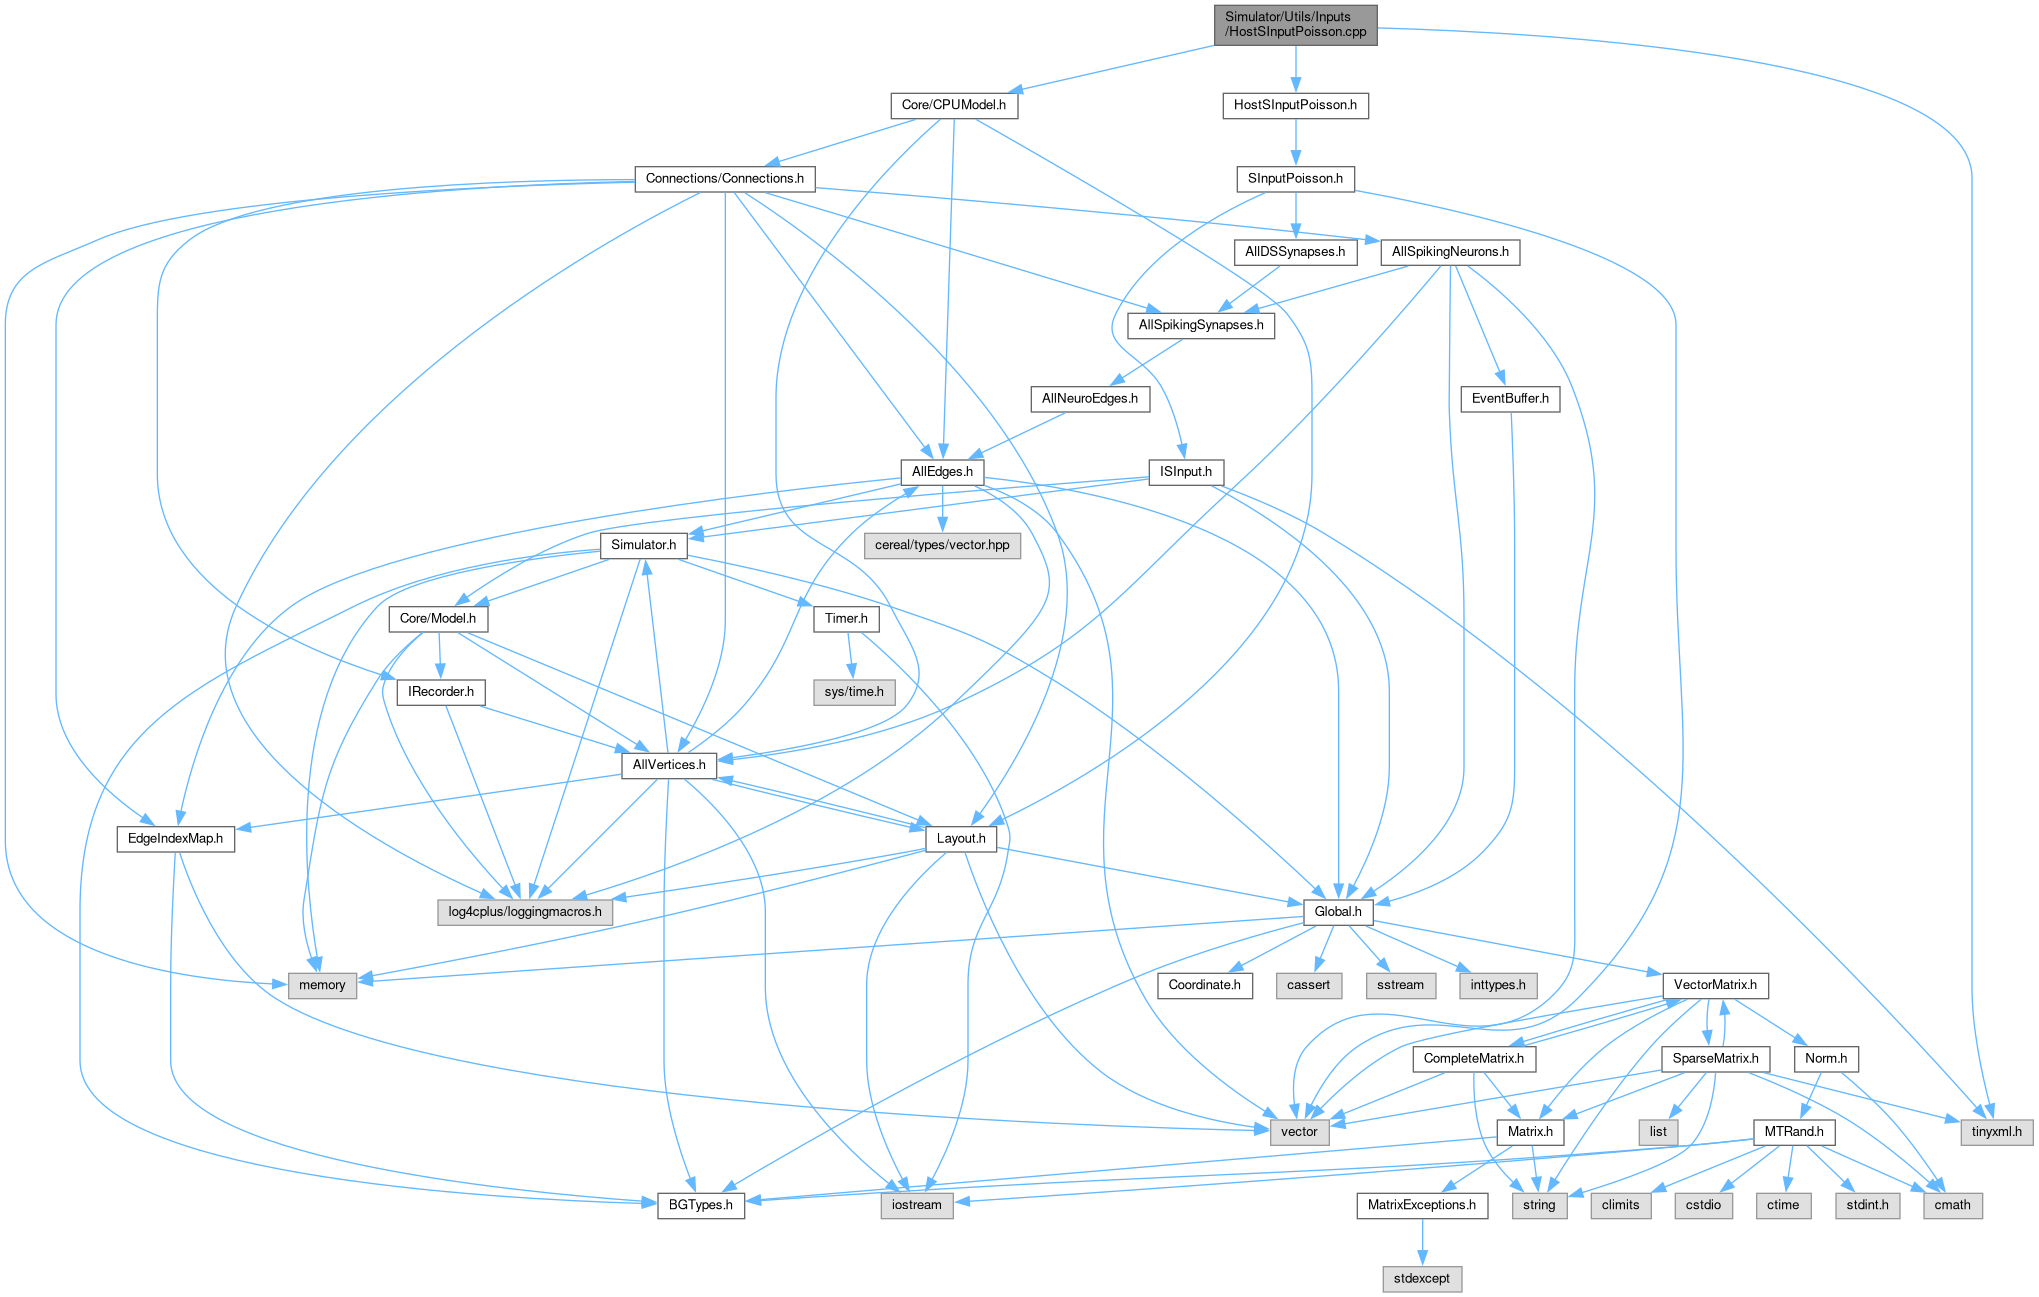 Simulator/Utils/Inputs
/HostSInputPoisson.cpp
Core/CPUModel.h
HostSInputPoisson.h
Connections/Connections.h
SInputPoisson.h
AllDSSynapses.h
AllSpikingNeurons.h
AllSpikingSynapses.h
AllNeuroEdges.h
EventBuffer.h
AllEdges.h
ISInput.h
Simulator.h
cereal/types/vector.hpp
Core/Model.h
Timer.h
IRecorder.h
sys/time.h
AllVertices.h
EdgeIndexMap.h
Layout.h
log4cplus/loggingmacros.h
Global.h
memory
Coordinate.h
cassert
sstream
inttypes.h
VectorMatrix.h
CompleteMatrix.h
SparseMatrix.h
Norm.h
vector
Matrix.h
list
MTRand.h
tinyxml.h
BGTypes.h
iostream
MatrixExceptions.h
string
climits
cstdio
ctime
stdint.h
cmath
stdexcept